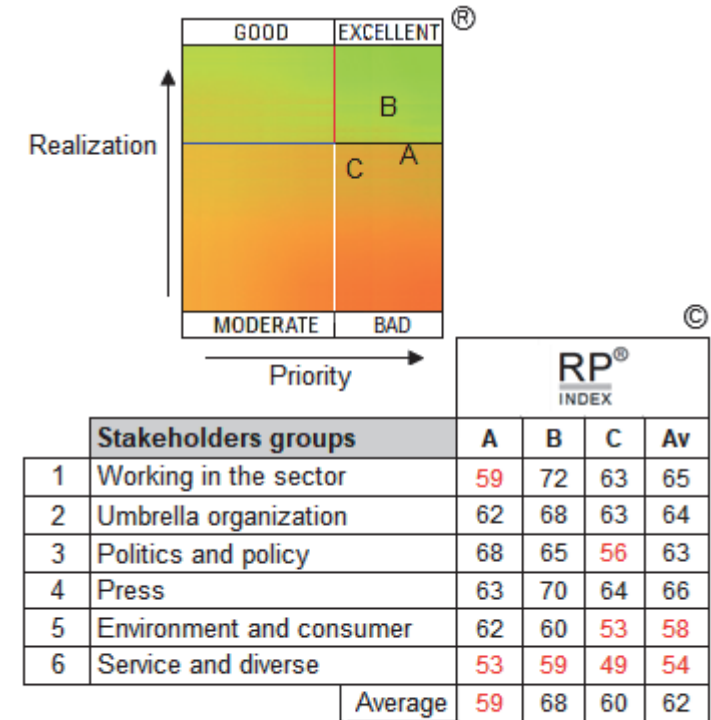 GOOD EXCELLENT ®
B
Realization
A
C
MODERATE BAD
©
Priority
RP®
INDEX
Stakeholders groups A B C Av
1 Working in the sector 59 72 63 65
2 Umbrella organization 62 68 63 64
3 Politics and policy 68 65 56 63
4 Press 63 70 64 66
5 Environment and consumer 62 60 53 58
6 Service and diverse 53 59 49 54
Average 59 68 60 62